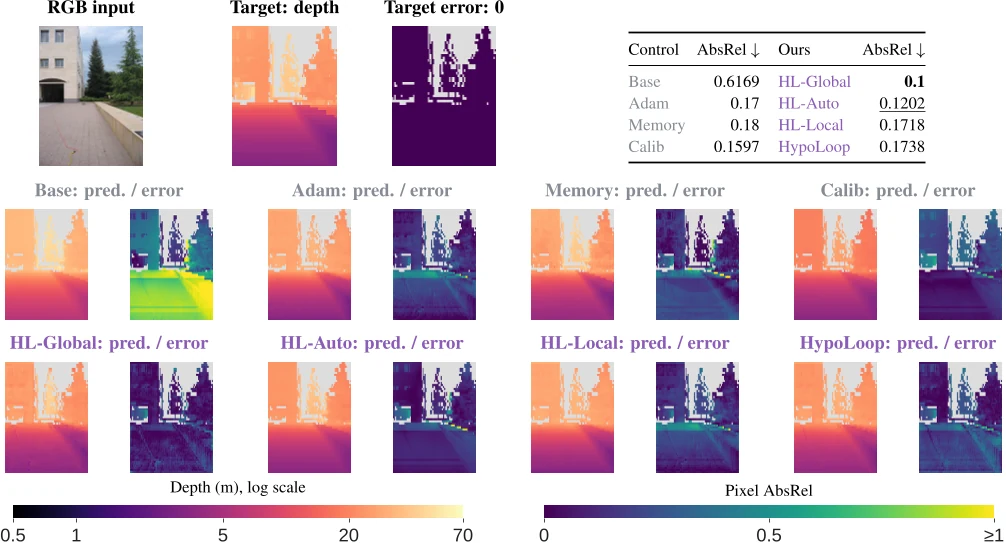 RGB input Target: depth Target error: 0
Control AbsRel ↓ Ours AbsRel ↓
Base 0.6169 HL-Global 0.1
Adam 0.17 HL-Auto 0.1202
Memory 0.18 HL-Local 0.1718
Calib 0.1597 HypoLoop 0.1738
Base: pred. / error Adam: pred. / error Memory: pred. / error Calib: pred. / error
HL-Global: pred. / error HL-Auto: pred. / error HL-Local: pred. / error HypoLoop: pred. / error
Depth (m), log scale Pixel AbsRel
0.5 1 5 20 70 0 0.5 ≥1